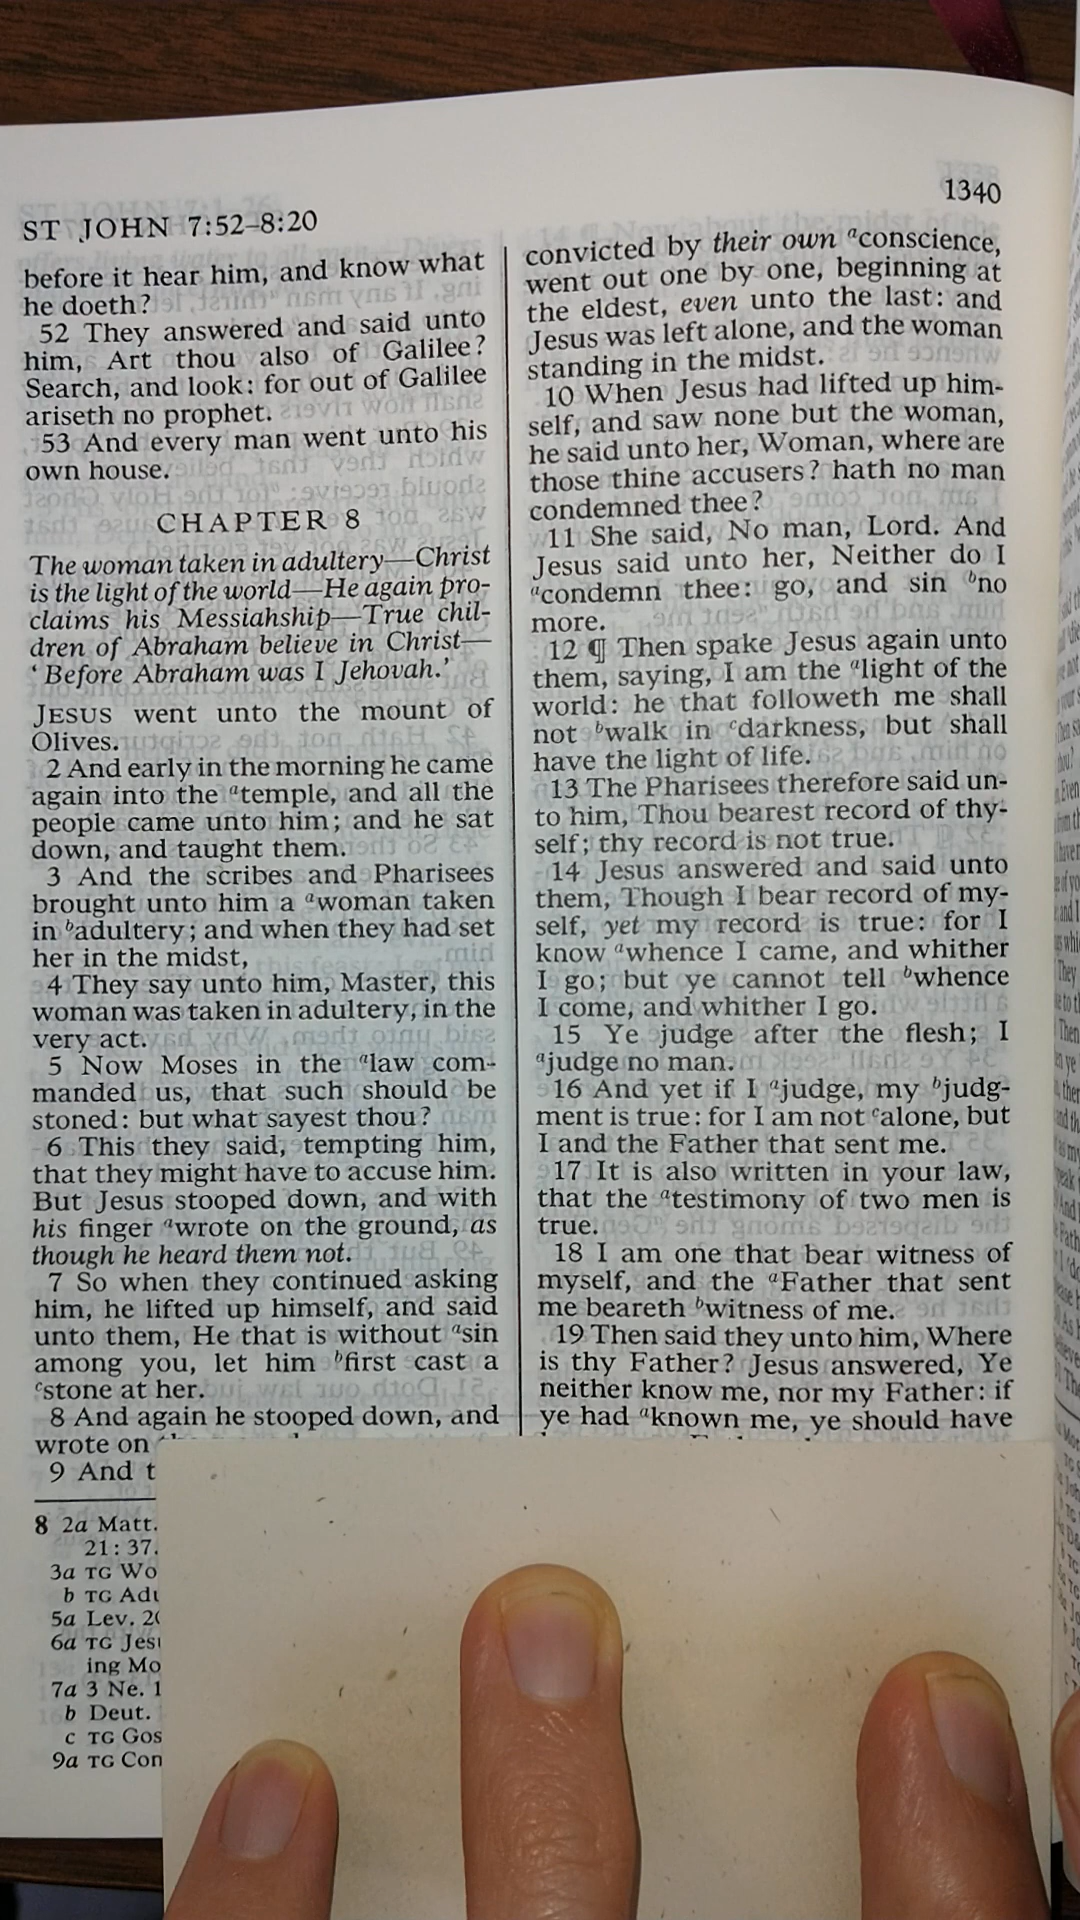 1340
ST JOHN 7:52–8:20
before it hear him, and know what
he doeth?
52 They answered and said unto
him, Art thou also of Galilee?
Search, and look: for out of Galilee
ariseth no prophet.
53 And every man went unto his
own house.
CHAPTER 8
The woman taken in adultery—Christ
is the light of the world—He again pro-
claims his Messiahship—True chil-
dren of Abraham believe in Christ—
‘Before Abraham was I Jehovah.’
JESUS went unto the mount of
Olives.
2 And early in the morning he came
again into the ᵃtemple, and all the
people came unto him; and he sat
down, and taught them.
3 And the scribes and Pharisees
brought unto him a ᵃwoman taken
in ᵇadultery; and when they had set
her in the midst,
4 They say unto him, Master, this
woman was taken in adultery, in the
very act.
5 Now Moses in the ᵃlaw com-
manded us, that such should be
stoned: but what sayest thou?
6 This they said, tempting him,
that they might have to accuse him.
But Jesus stooped down, and with
his finger ᵃwrote on the ground, as
though he heard them not.
7 So when they continued asking
him, he lifted up himself, and said
unto them, He that is without ᵃsin
among you, let him ᵇfirst cast a
ᶜstone at her.
8 And again he stooped down, and
wrote on
9 And t
8 2a Matt.
21:37.
3a TG Wo
b TG Adu
5a Lev. 20
6a TG Jesu
ing Mo
7a 3 Ne. 1
b Deut.
c TG Gos
9a TG Con
convicted by their own ᵃconscience,
went out one by one, beginning at
the eldest, even unto the last: and
Jesus was left alone, and the woman
standing in the midst.
10 When Jesus had lifted up him-
self, and saw none but the woman,
he said unto her, Woman, where are
those thine accusers? hath no man
condemned thee?
11 She said, No man, Lord. And
Jesus said unto her, Neither do I
ᵃcondemn thee: go, and sin ᵇno
more.
12 ¶ Then spake Jesus again unto
them, saying, I am the ᵃlight of the
world: he that followeth me shall
not ᵇwalk in ᶜdarkness, but shall
have the light of life.
13 The Pharisees therefore said un-
to him, Thou bearest record of thy-
self; thy record is not true.
14 Jesus answered and said unto
them, Though I bear record of my-
self, yet my record is true: for I
know ᵃwhence I came, and whither
I go; but ye cannot tell ᵇwhence
I come, and whither I go.
15 Ye judge after the flesh; I
ᵃjudge no man.
16 And yet if I ᵃjudge, my ᵇjudg-
ment is true: for I am not ᶜalone, but
I and the Father that sent me.
17 It is also written in your law,
that the ᵃtestimony of two men is
true.
18 I am one that bear witness of
myself, and the ᵃFather that sent
me beareth ᵇwitness of me.
19 Then said they unto him, Where
is thy Father? Jesus answered, Ye
neither know me, nor my Father: if
ye had ᵃknown me, ye should have